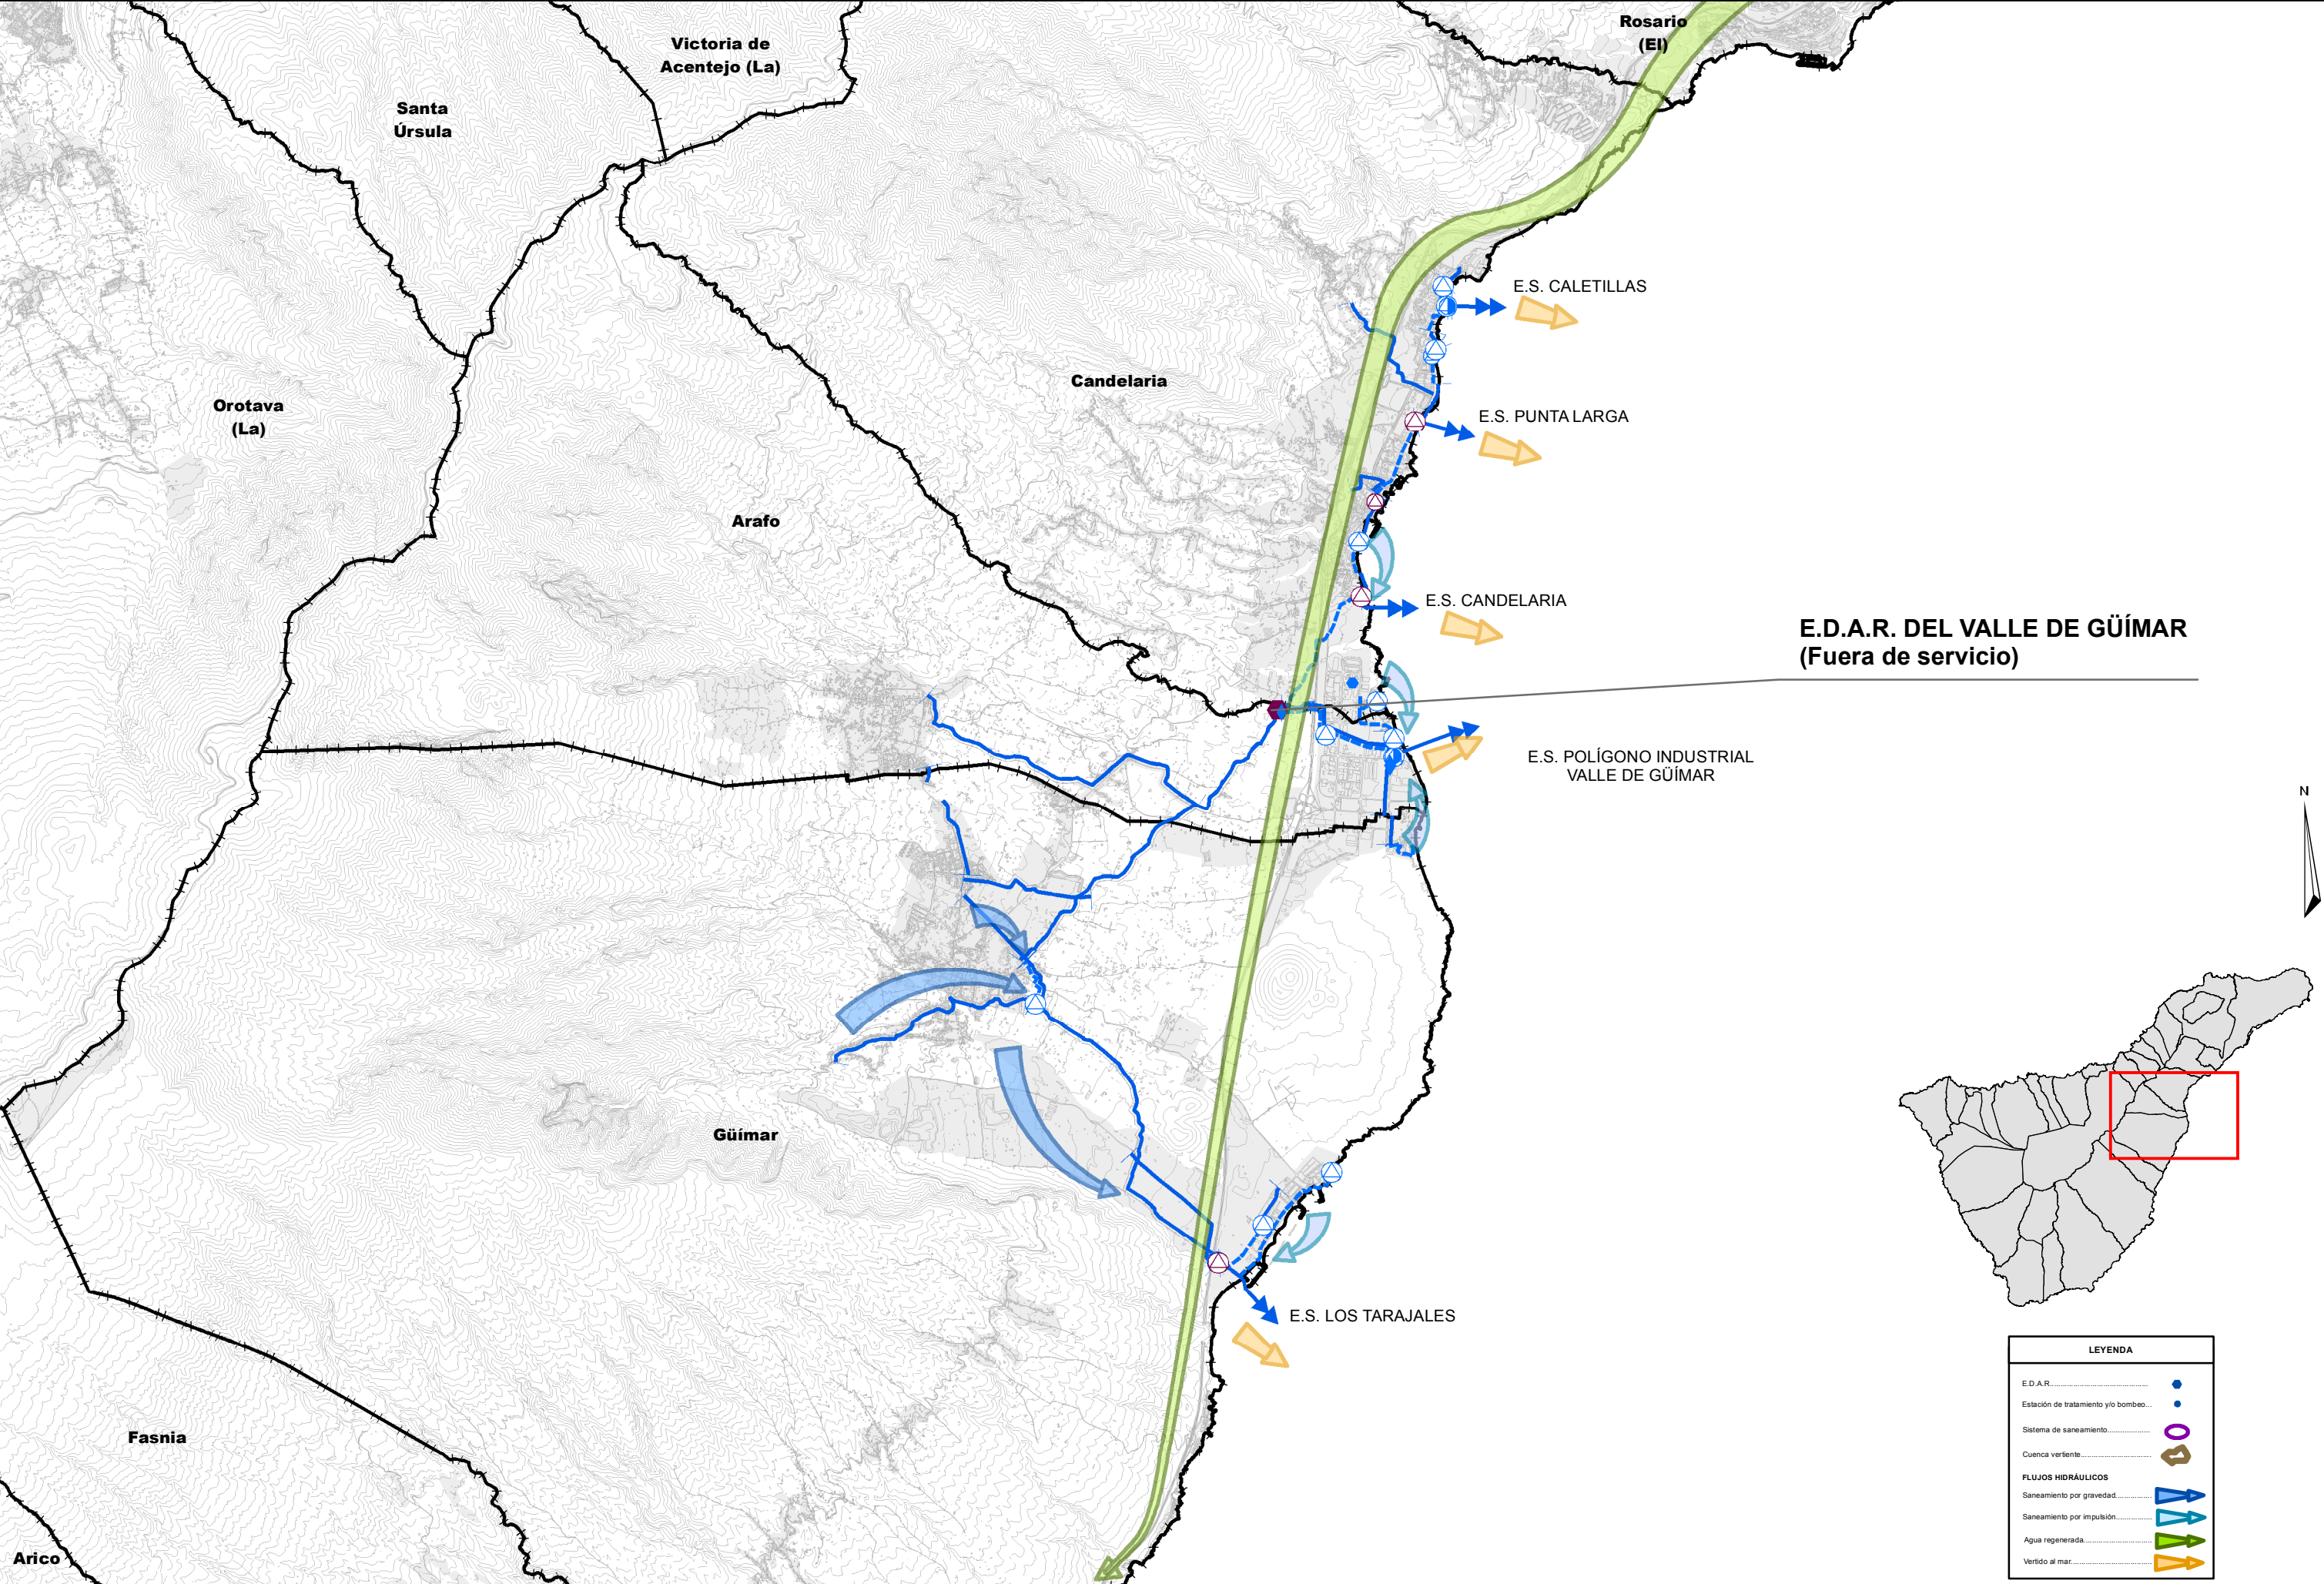 Rosario
(El)
Victoria de
Acentejo (La)
Santa
Úrsula
E.S. CALETILLAS
Candelaria
Orotava
(La)
E.S. PUNTA LARGA
Arafo
E.S. CANDELARIA
E.D.A.R. DEL VALLE DE GÜÍMAR
(Fuera de servicio)
E.S. POLÍGONO INDUSTRIAL
VALLE DE GÜÍMAR
N
Güímar
E.S. LOS TARAJALES
Fasnia
Arico
LEYENDA
E.D.A.R.
Estación de tratamiento y/o bombeo
Sistema de saneamiento
Cuenca vertiente
FLUJOS HIDRÁULICOS
Saneamiento por gravedad
Saneamiento por impulsión
Agua regenerada
Vertido al mar